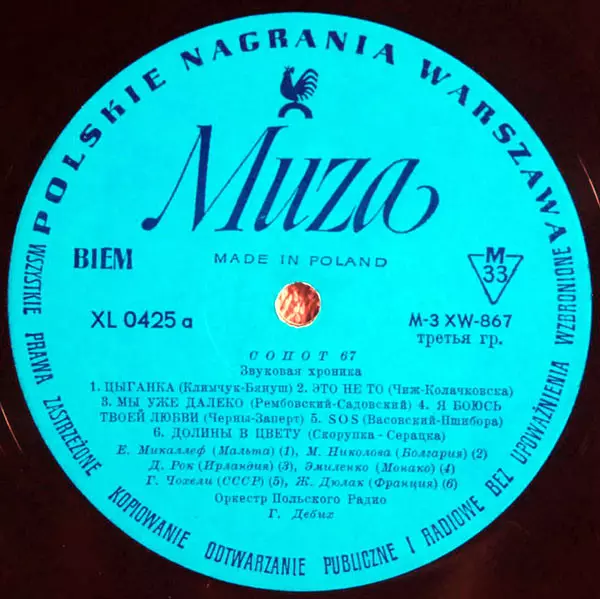 POLSKIE NAGRANIA WARSZAWA
Muza
MADE IN POLAND
BIEM
M
33
XL 0425 a
M-3 XW-867
третья гр.
СОПОТ 67
Звуковая хроника
1. ЦЫГАНКА (Климчук-Бянуш) 2. ЭТО НЕ ТО (Чиж-Колачковска
3. МЫ УЖЕ ДАЛЕКО (Рембовский-Садовский) 4. Я БОЮСЬ
ТВОЕЙ ЛЮБВИ (Черны-Заперт) 5. SOS (Васовский-Пшибора)
6. ДОЛИНЫ В ЦВЕТУ (Скорупка-Серацка)
Е. Микаллеф (Мальта) (1), М. Николова (Болгария) (2)
Д. Рок (Ирландия) (3), Эмиленко (Монако) (4)
Г. Чохели (СССР) (5), Ж. Дюлак (Франция) (6)
Оркестр Польского Радио
Г. Дебих
WSZYSTKIE PRAWA ZASTRZEŻONE KOPIOWANIE ODTWARZANIE PUBLICZNE I RADIOWE BEZ UPOWAŻNIENIA WZBRONIONE